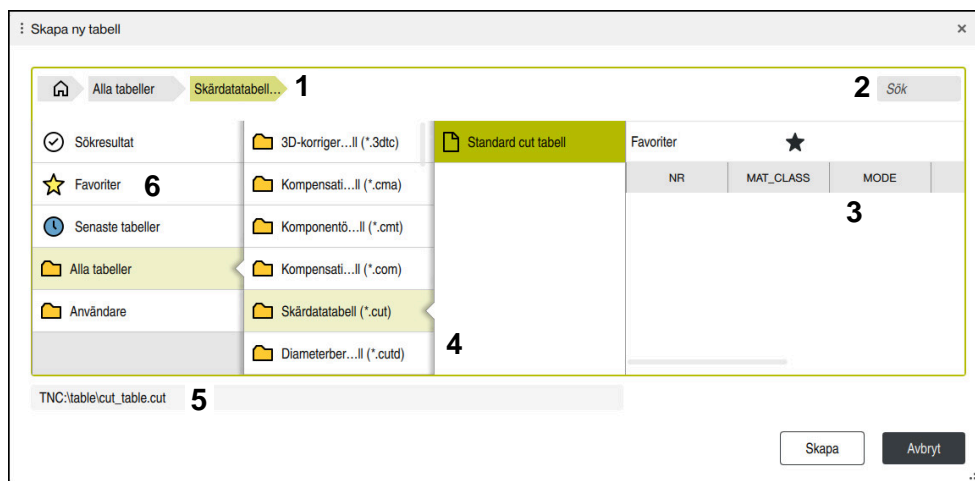 Skapa ny tabell
Alla tabeller Skärdatatabell... 1 2 Sök
Sökresultat 3D-korriger...ll (*.3dtc) Standard cut tabell Favoriter
NR MAT_CLASS MODE
Favoriter 6 Kompensati...ll (*.cma)
3
Senaste tabeller Komponentö...ll (*.cmt)
Alla tabeller Kompensati...ll (*.com)
Användare Skärdatatabell (*.cut)
4
Diameterber...ll (*.cutd)
TNC:\table\cut_table.cut 5
Skapa Avbryt